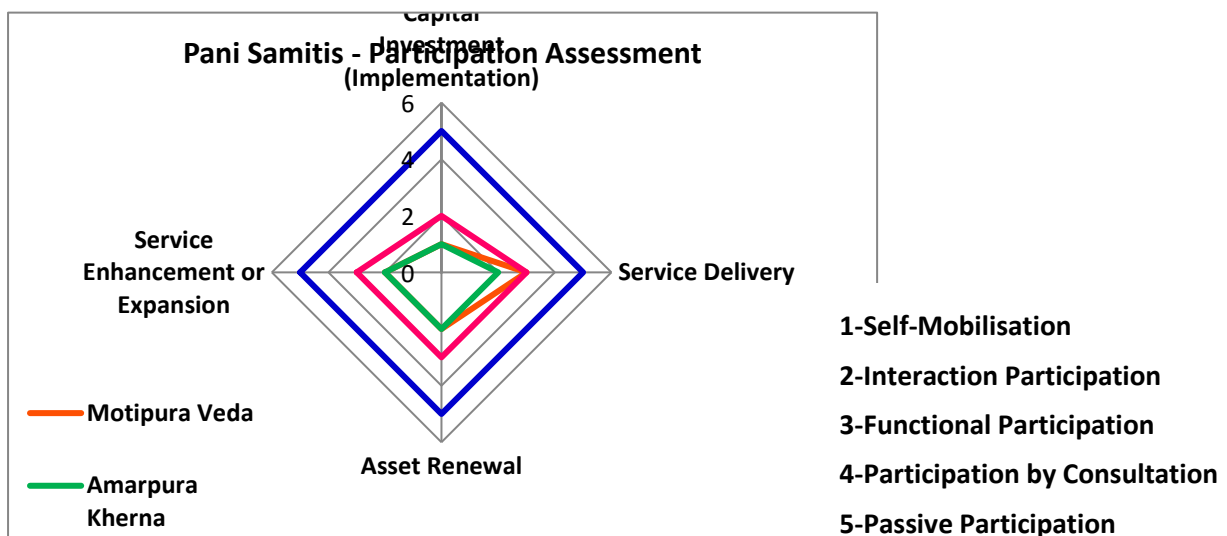 Capital
Pani Samitis - Participation Assessment
Investment
(Implementation)
6
4
2
0
Service
Enhancement or
Expansion
Service Delivery
Asset Renewal
Motipura Veda
Amarpura
Kherna
1-Self-Mobilisation
2-Interaction Participation
3-Functional Participation
4-Participation by Consultation
5-Passive Participation